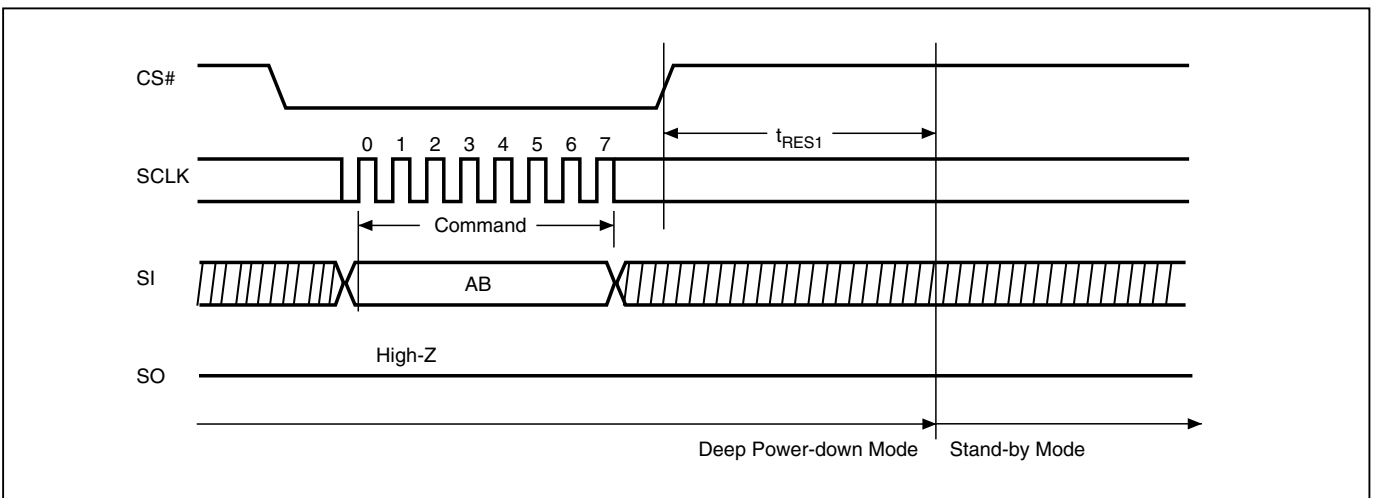 CS#
tRES1
0 1 2 3 4 5 6 7
SCLK
Command
SI
AB
High-Z
SO
Deep Power-down Mode
Stand-by Mode